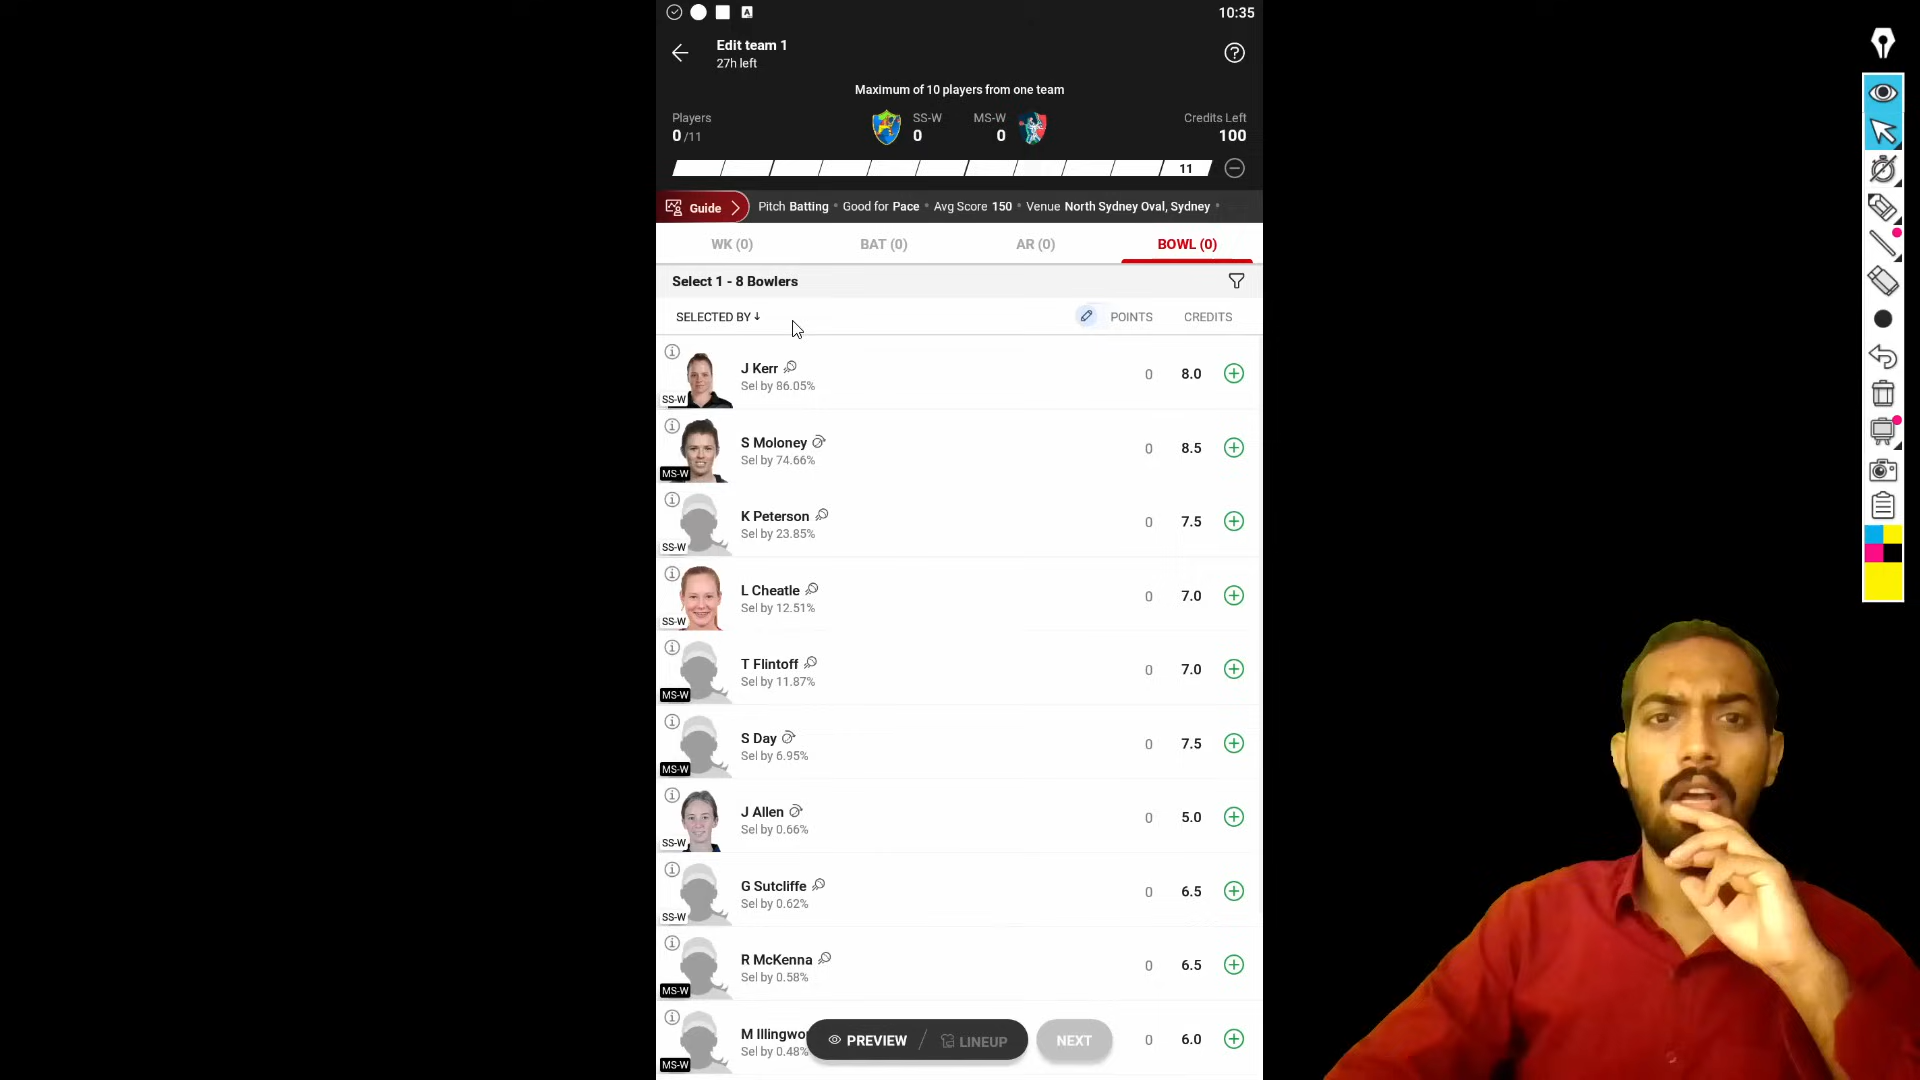 10:35
Edit team 1
27h left
Maximum of 10 players from one team
Players
0 /11
SS-W
0
MS-W
0
Credits Left
100
11
Guide
Pitch Batting • Good for Pace • Avg Score 150 • Venue North Sydney Oval, Sydney •
WK (0) BAT (0) AR (0) BOWL (0)
Select 1 - 8 Bowlers
SELECTED BY POINTS CREDITS
J Kerr
Sel by 86.05%
SS-W
0 8.0
S Moloney
Sel by 74.66%
MS-W
0 8.5
K Peterson
Sel by 23.85%
SS-W
0 7.5
L Cheatle
Sel by 12.51%
SS-W
0 7.0
T Flintoff
Sel by 11.87%
MS-W
0 7.0
S Day
Sel by 6.95%
MS-W
0 7.5
J Allen
Sel by 0.66%
SS-W
0 5.0
G Sutcliffe
Sel by 0.62%
SS-W
0 6.5
R McKenna
Sel by 0.58%
MS-W
0 6.5
M Illingwor
Sel by 0.48%
MS-W
0 6.0
PREVIEW LINEUP NEXT